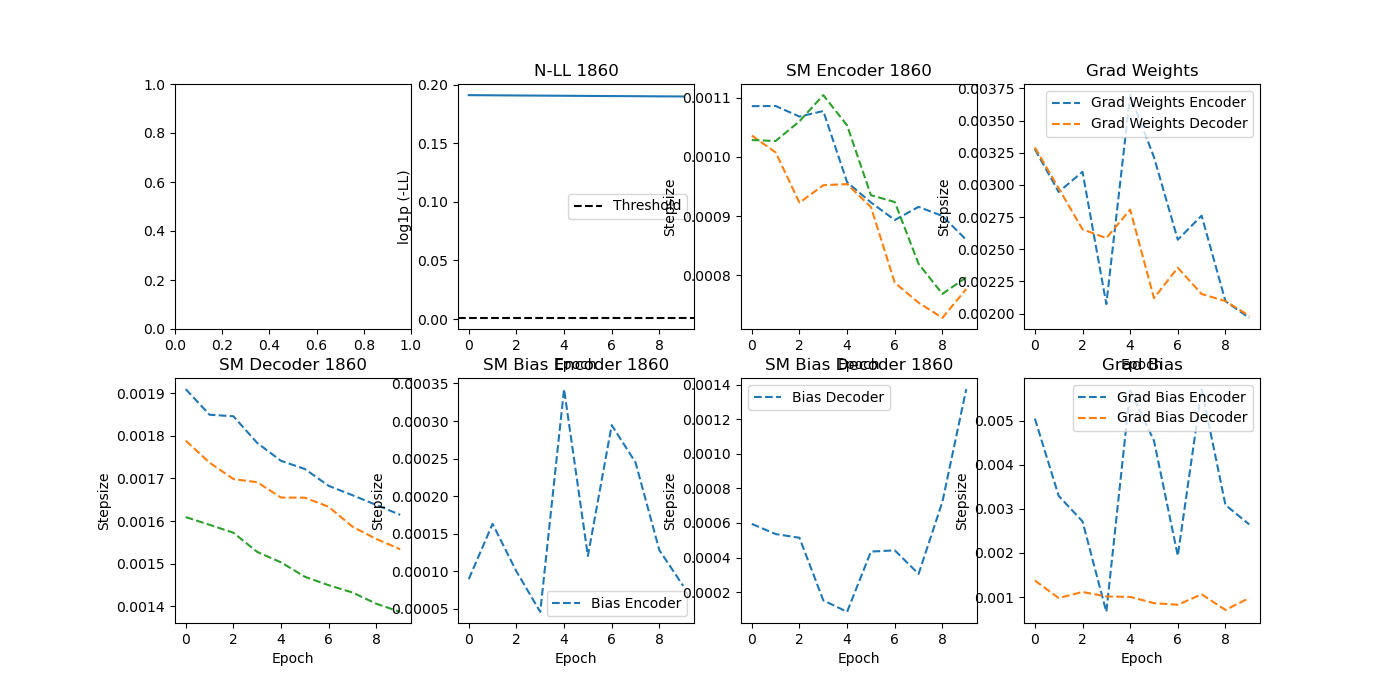 N-LL 1860
SM Encoder 1860
Grad Weights
1.0
0.8
0.6
0.4
0.2
0.0
0.0 0.2 0.4 0.6 0.8 1.0
log1p (-LL)
0.20
0.15
0.10
0.05
0.00
Threshold
0 2 4 6 8
Epoch
Stepsize
0.0011
0.0010
0.0009
0.0008
0 2 4 6 8
Epoch
Stepsize
0.00375
0.00350
0.00325
0.00300
0.00275
0.00250
0.00225
0.00200
Grad Weights Encoder
Grad Weights Decoder
0 2 4 6 8
Epoch
SM Decoder 1860
SM Bias Encoder 1860
SM Bias Decoder 1860
Grad Bias
Stepsize
0.0019
0.0018
0.0017
0.0016
0.0015
0.0014
0 2 4 6 8
Epoch
Stepsize
0.00035
0.00030
0.00025
0.00020
0.00015
0.00010
0.00005
Bias Encoder
0 2 4 6 8
Epoch
Stepsize
0.0014
0.0012
0.0010
0.0008
0.0006
0.0004
0.0002
Bias Decoder
0 2 4 6 8
Epoch
Stepsize
0.005
0.004
0.003
0.002
0.001
Grad Bias Encoder
Grad Bias Decoder
0 2 4 6 8
Epoch